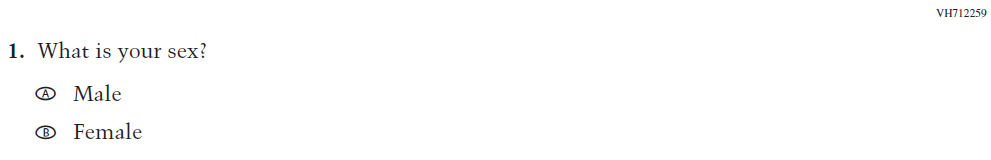 VH712259
1. What is your sex?
A Male
B Female